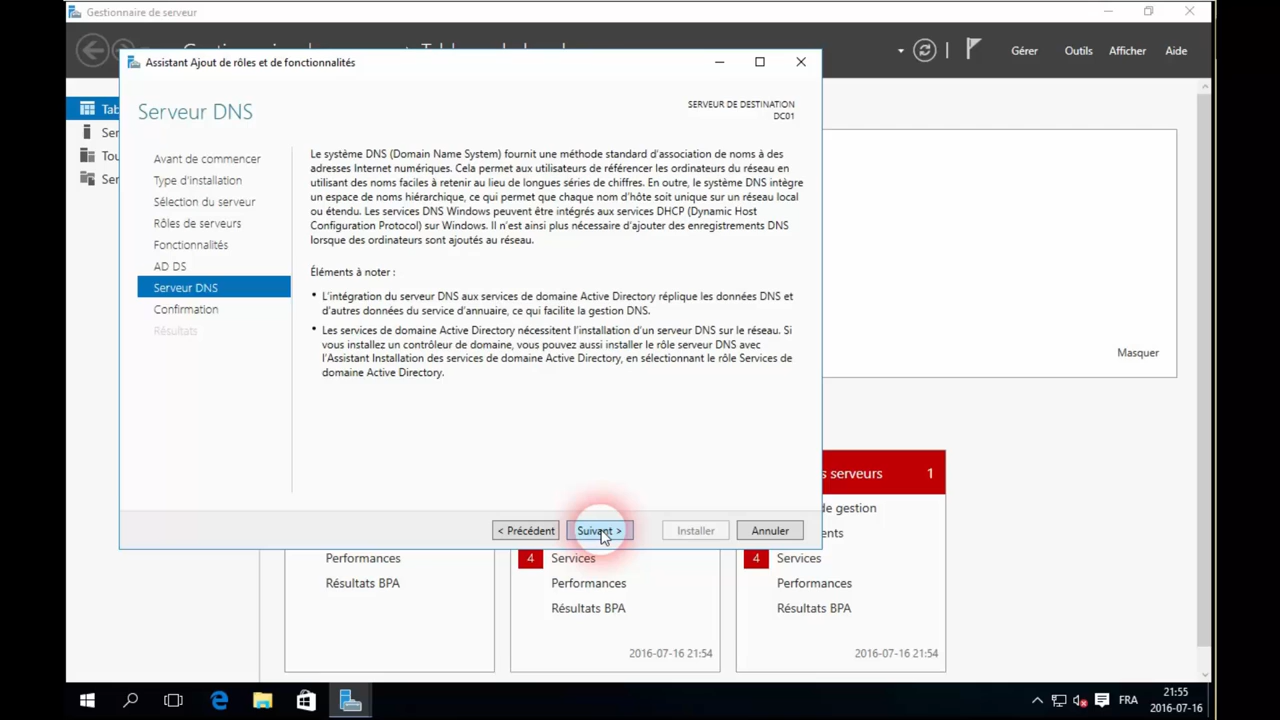 Gestionnaire de serveur
Gérer
Outils
Afficher
Aide
Assistant Ajout de rôles et de fonctionnalités
Serveur DNS
SERVEUR DE DESTINATION
DC01
Tab
Ser
Tou
Ser
Avant de commencer
Type d'installation
Sélection du serveur
Rôles de serveurs
Fonctionnalités
AD DS
Serveur DNS
Confirmation
Résultats
Le système DNS (Domain Name System) fournit une méthode standard d'association de noms à des
adresses Internet numériques. Cela permet aux utilisateurs de référencer les ordinateurs du réseau en
utilisant des noms faciles à retenir au lieu de longues séries de chiffres. En outre, le système DNS intègre
un espace de noms hiérarchique, ce qui permet que chaque nom d'hôte soit unique sur un réseau local
ou étendu. Les services DNS Windows peuvent être intégrés aux services DHCP (Dynamic Host
Configuration Protocol) sur Windows. Il n'est ainsi plus nécessaire d'ajouter des enregistrements DNS
lorsque des ordinateurs sont ajoutés au réseau.
Éléments à noter :
• L'intégration du serveur DNS aux services de domaine Active Directory réplique les données DNS et
d'autres données du service d'annuaire, ce qui facilite la gestion DNS.
• Les services de domaine Active Directory nécessitent l'installation d'un serveur DNS sur le réseau. Si
vous installez un contrôleur de domaine, vous pouvez aussi installer le rôle serveur DNS avec
l'Assistant Installation des services de domaine Active Directory, en sélectionnant le rôle Services de
domaine Active Directory.
Masquer
< Précédent
Suivant >
Installer
Annuler
s serveurs 1
de gestion
ents
Performances
Résultats BPA
4 Services
Performances
Résultats BPA
2016-07-16 21:54
4 Services
Performances
Résultats BPA
2016-07-16 21:54
FRA
21:55
2016-07-16